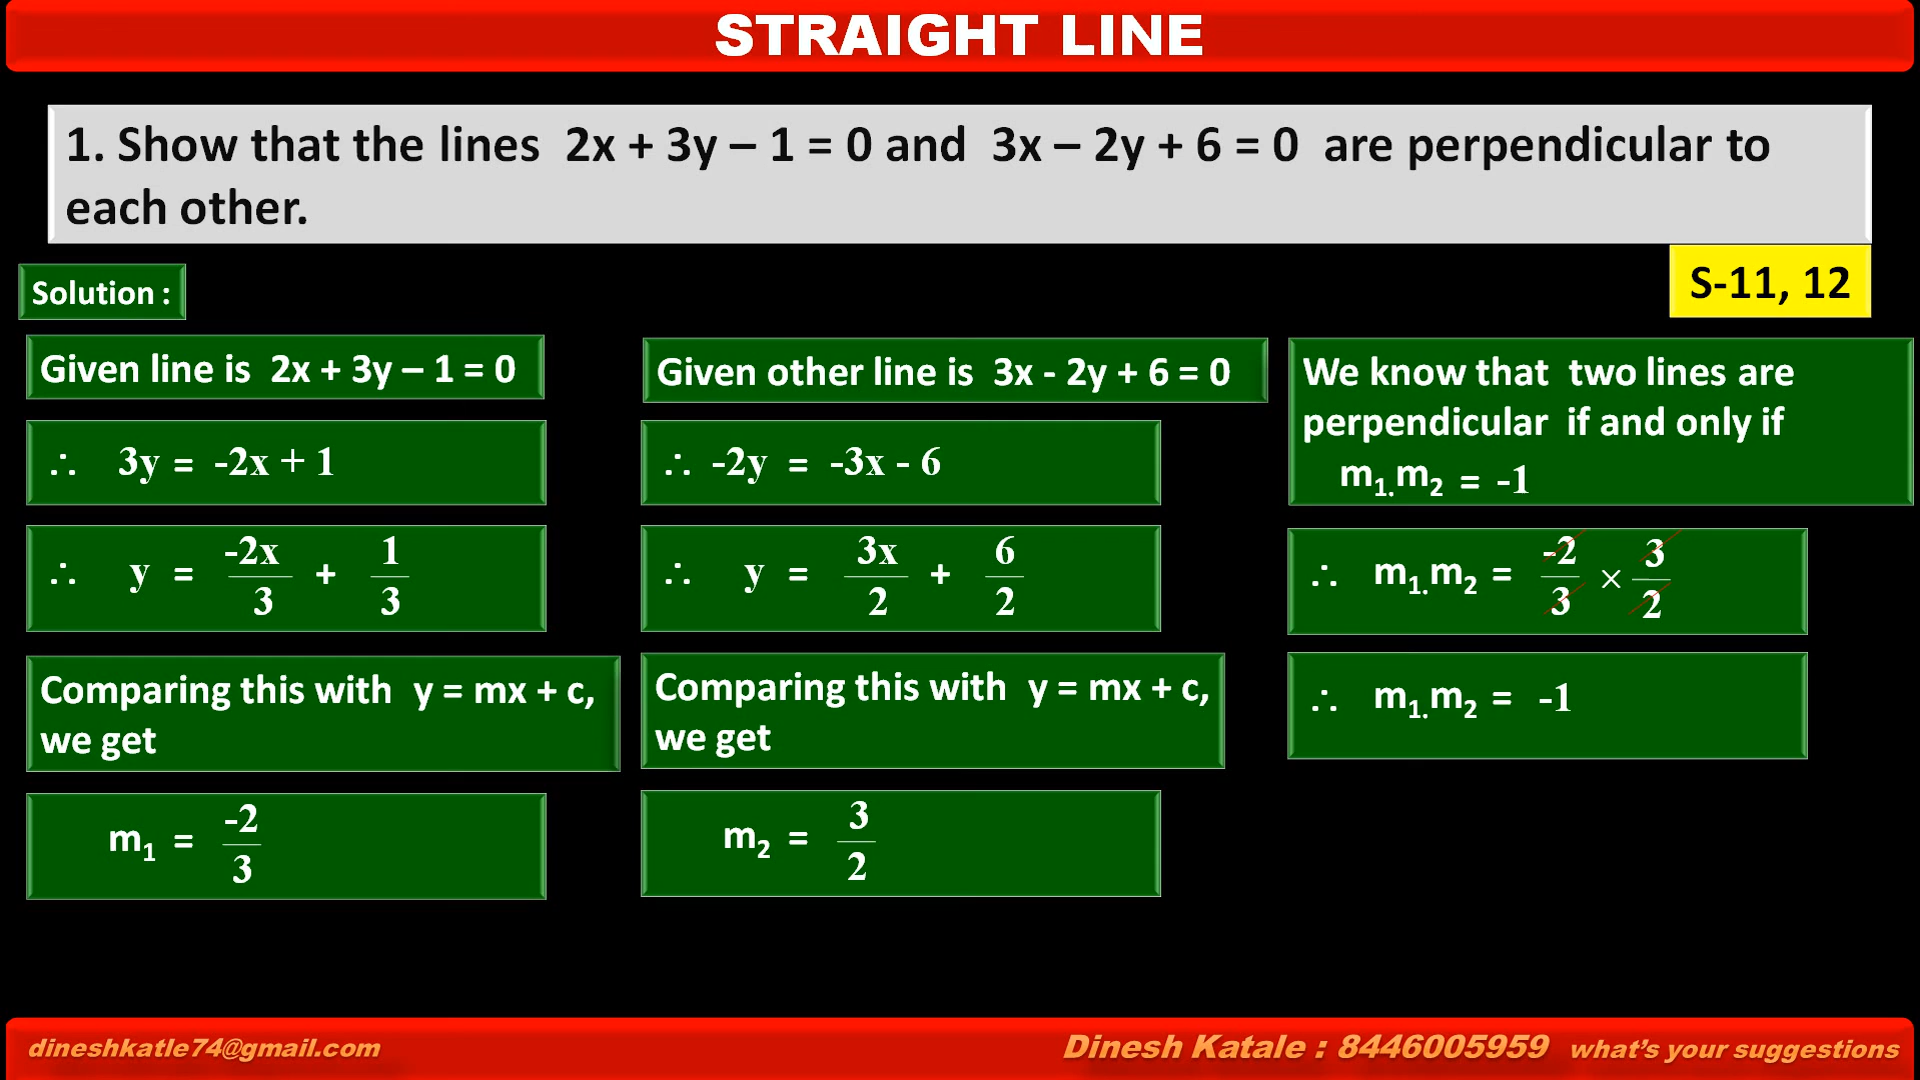 STRAIGHT LINE
1. Show that the lines 2x + 3y – 1 = 0 and 3x – 2y + 6 = 0 are perpendicular to
each other.
S-11, 12
Solution :
Given line is 2x + 3y – 1 = 0
∴ 3y = -2x + 1
∴ y = -2x/3 + 1/3
Comparing this with y = mx + c,
we get
m₁ = -2/3
Given other line is 3x - 2y + 6 = 0
∴ -2y = -3x - 6
∴ y = 3x/2 + 6/2
Comparing this with y = mx + c,
we get
m₂ = 3/2
We know that two lines are
perpendicular if and only if
m₁.m₂ = -1
∴ m₁.m₂ = -2/3 × 3/2
∴ m₁.m₂ = -1
dineshkatle74@gmail.com
Dinesh Katale : 8446005959 what's your suggestions